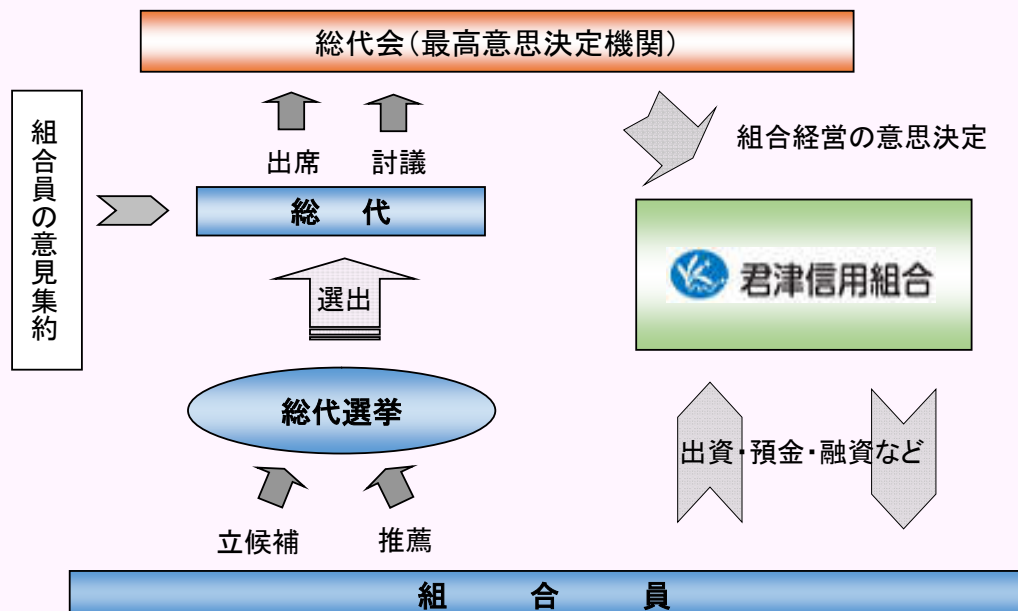 総代会（最高意思決定機関）
組合員の意見集約
出席
討議
総　代
選出
総代選挙
立候補
推薦
組合経営の意思決定
君津信用組合
出資・預金・融資など
組　合　員